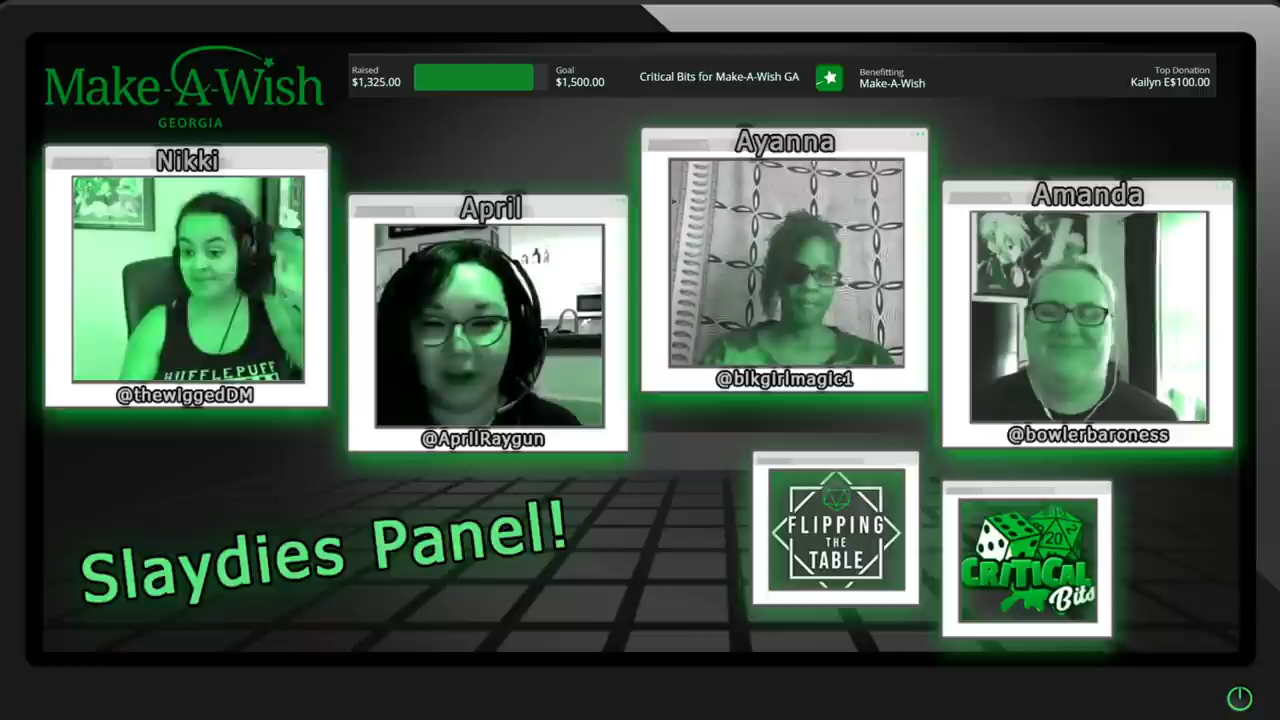 Make-A-Wish
GEORGIA
Raised
$1,325.00
Goal
$1,500.00
Critical Bits for Make-A-Wish GA
Benefitting
Make-A-Wish
Top Donation
Kailyn E$100.00
Nikki
HUFFLEPUFF
@thewiggedDM
April
@AprilRaygun
Ayanna
@blkgirlmagic1
Amanda
@bowlerbaroness
Slaydies Panel!
FLIPPING
THE
TABLE
20
CRITICAL
Bits